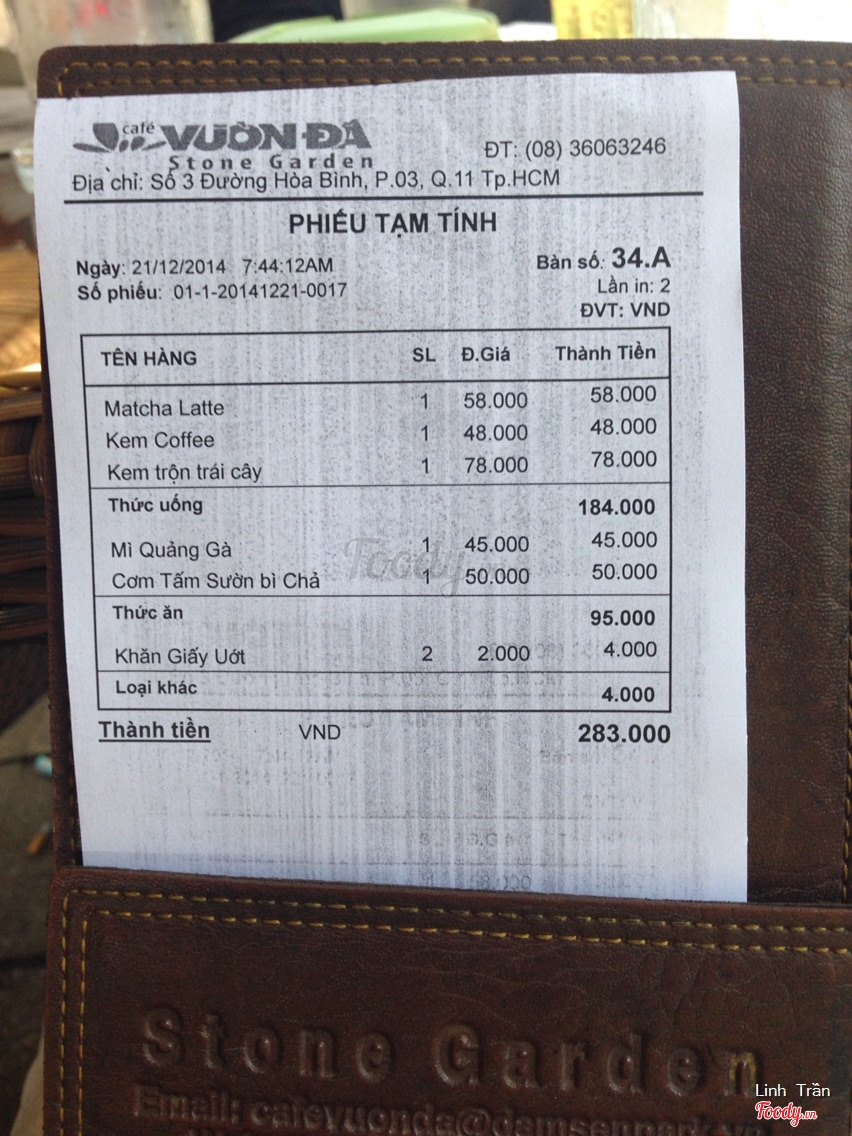 café VƯỜN ĐÁ
Stone Garden
ĐT: (08) 36063246
Địa chỉ: Số 3 Đường Hòa Bình, P.03, Q.11 Tp.HCM
PHIẾU TẠM TÍNH
Ngày: 21/12/2014 7:44:12AM Bàn số: 34.A
Số phiếu: 01-1-20141221-0017 Lần in: 2
ĐVT: VND
TÊN HÀNG SL Đ.Giá Thành Tiền
Matcha Latte 1 58.000 58.000
Kem Coffee 1 48.000 48.000
Kem trộn trái cây 1 78.000 78.000
Thức uống 184.000
Mì Quảng Gà 1 45.000 45.000
Cơm Tấm Sườn bì Chả 1 50.000 50.000
Thức ăn 95.000
Khăn Giấy Ướt 2 2.000 4.000
Loại khác 4.000
Thành tiền VND 283.000
Foody
Stone Garden
Email: cafevuonda@damsenpark.vn
Linh Trần
Foody.vn